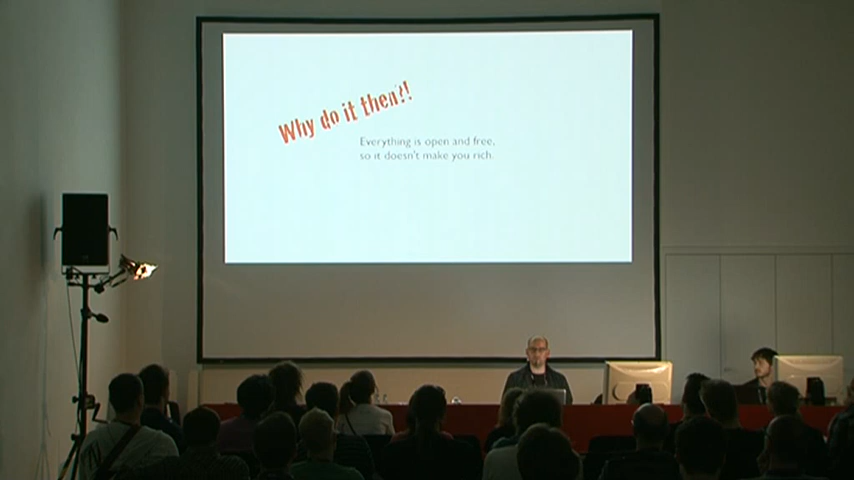 Why do it then?!
Everything is open and free,
so it doesn't make you rich.